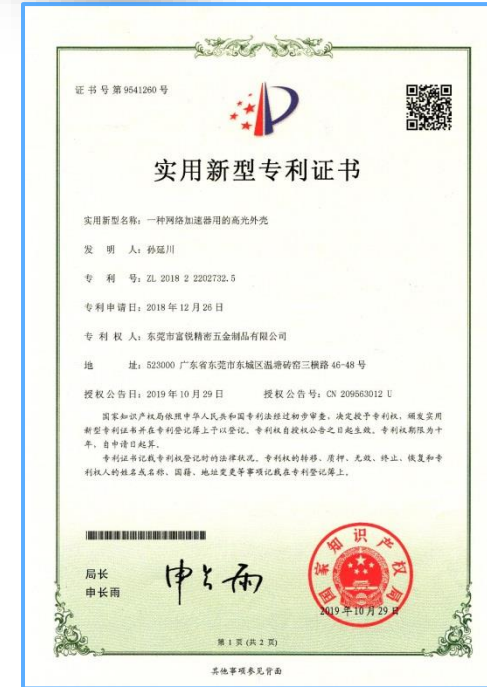 证书号第9541260号
实用新型专利证书
实用新型名称：一种网络加速器用的高光外壳
发明人：孙延川
专利号：ZL 2018 2 2202732.5
专利申请日：2018年12月26日
专利权人：东莞市富锐精密五金制品有限公司
地址：523000 广东省东莞市东城区温塘砖窑三横路46-48号
授权公告日：2019年10月29日 授权公告号：CN 209563012 U
国家知识产权局依照中华人民共和国专利法经过初步审查，决定授予专利权，颁发实用
新型专利证书并在专利登记簿上予以登记。专利权自授权公告之日起生效。专利权期限为十
年，自申请日起算。
专利证书记载专利权登记时的法律状况。专利权的转移、质押、无效、终止、恢复和专
利权人的姓名或名称、国籍、地址变更等事项记载在专利登记簿上。
局长
申长雨
申长雨
国家知识产权局
2019年10月29日
第 1 页 (共 2 页)
其他事项参见背面